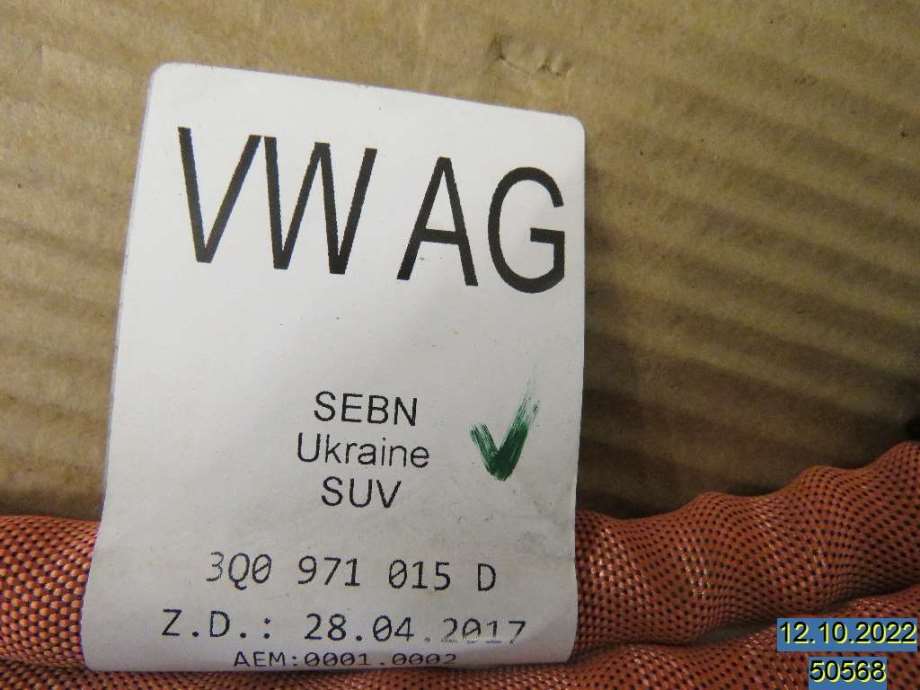 VW AG
SEBN
Ukraine
SUV
3Q0 971 015 D
Z.D.: 28.04.2017
AEM:0001.0002
12.10.2022
50568